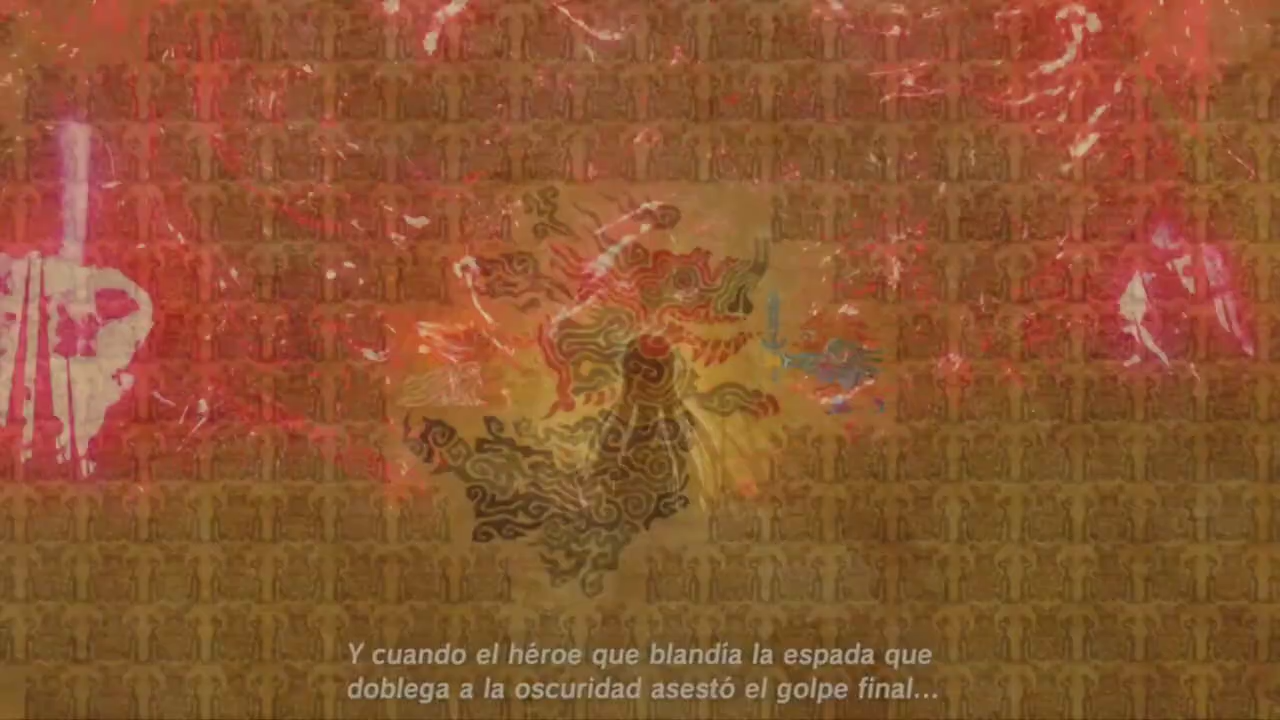 Y cuando el héroe que blandía la espada que
doblega a la oscuridad asestó el golpe final...